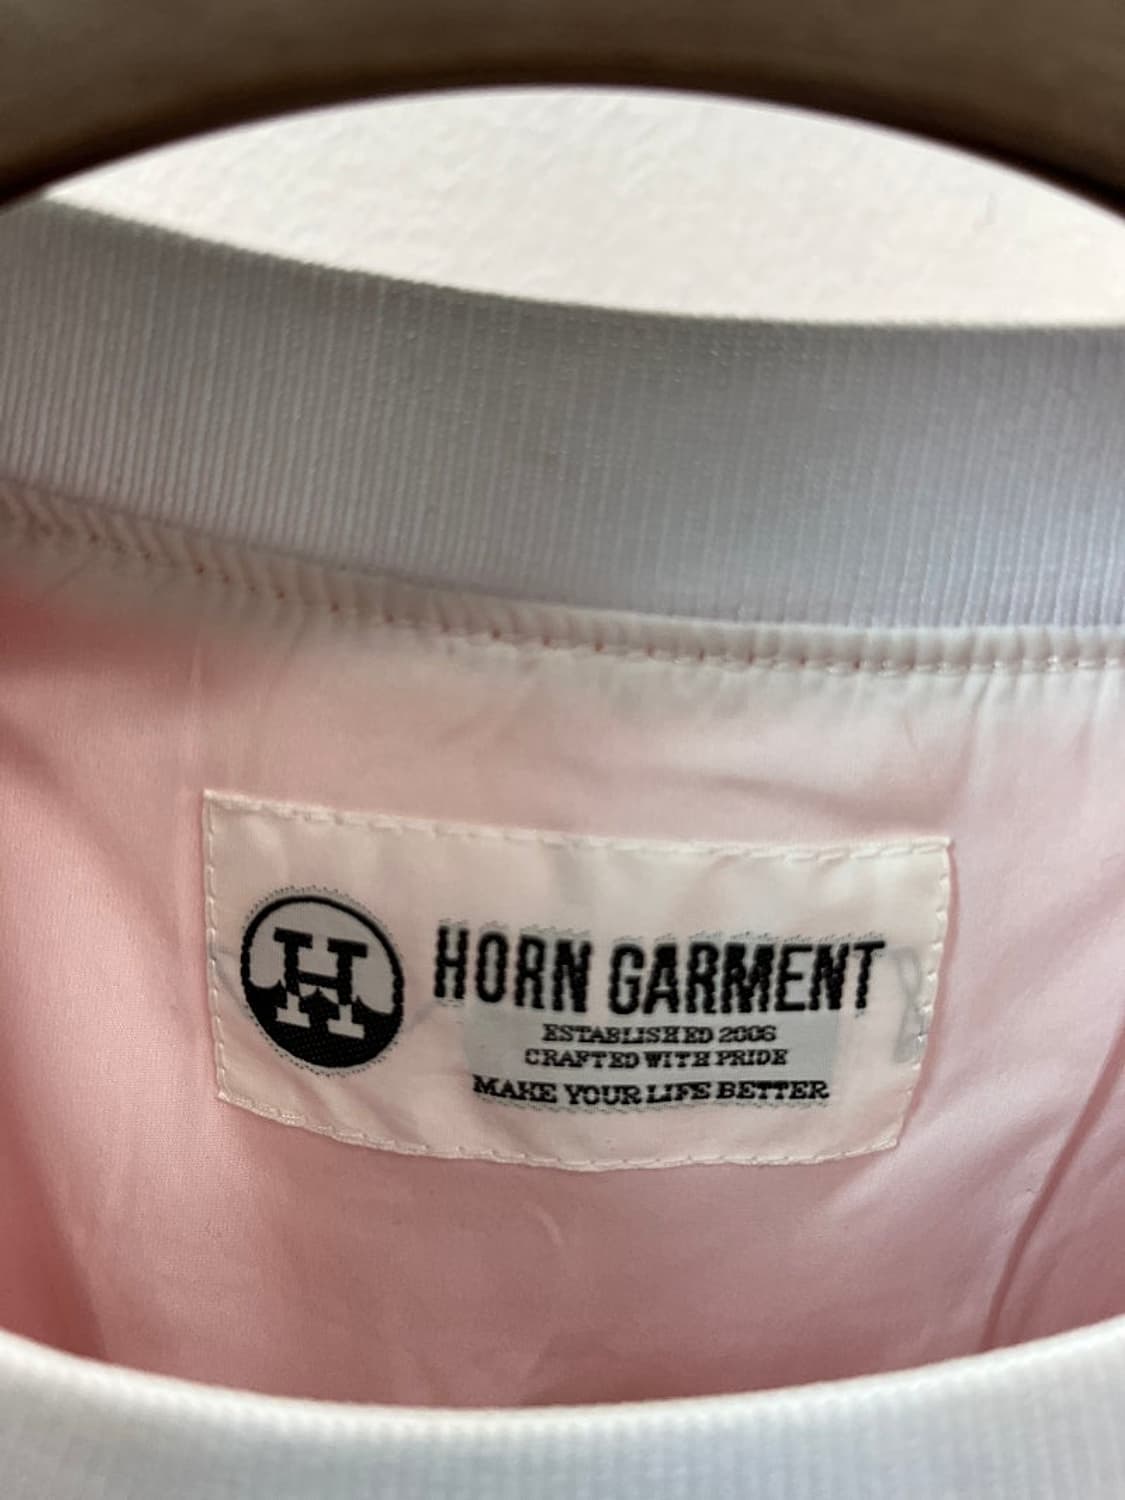 H
HORN GARMENT
ESTABLISHED 2006
CRAFTED WITH PRIDE
MAKE YOUR LIFE BETTER